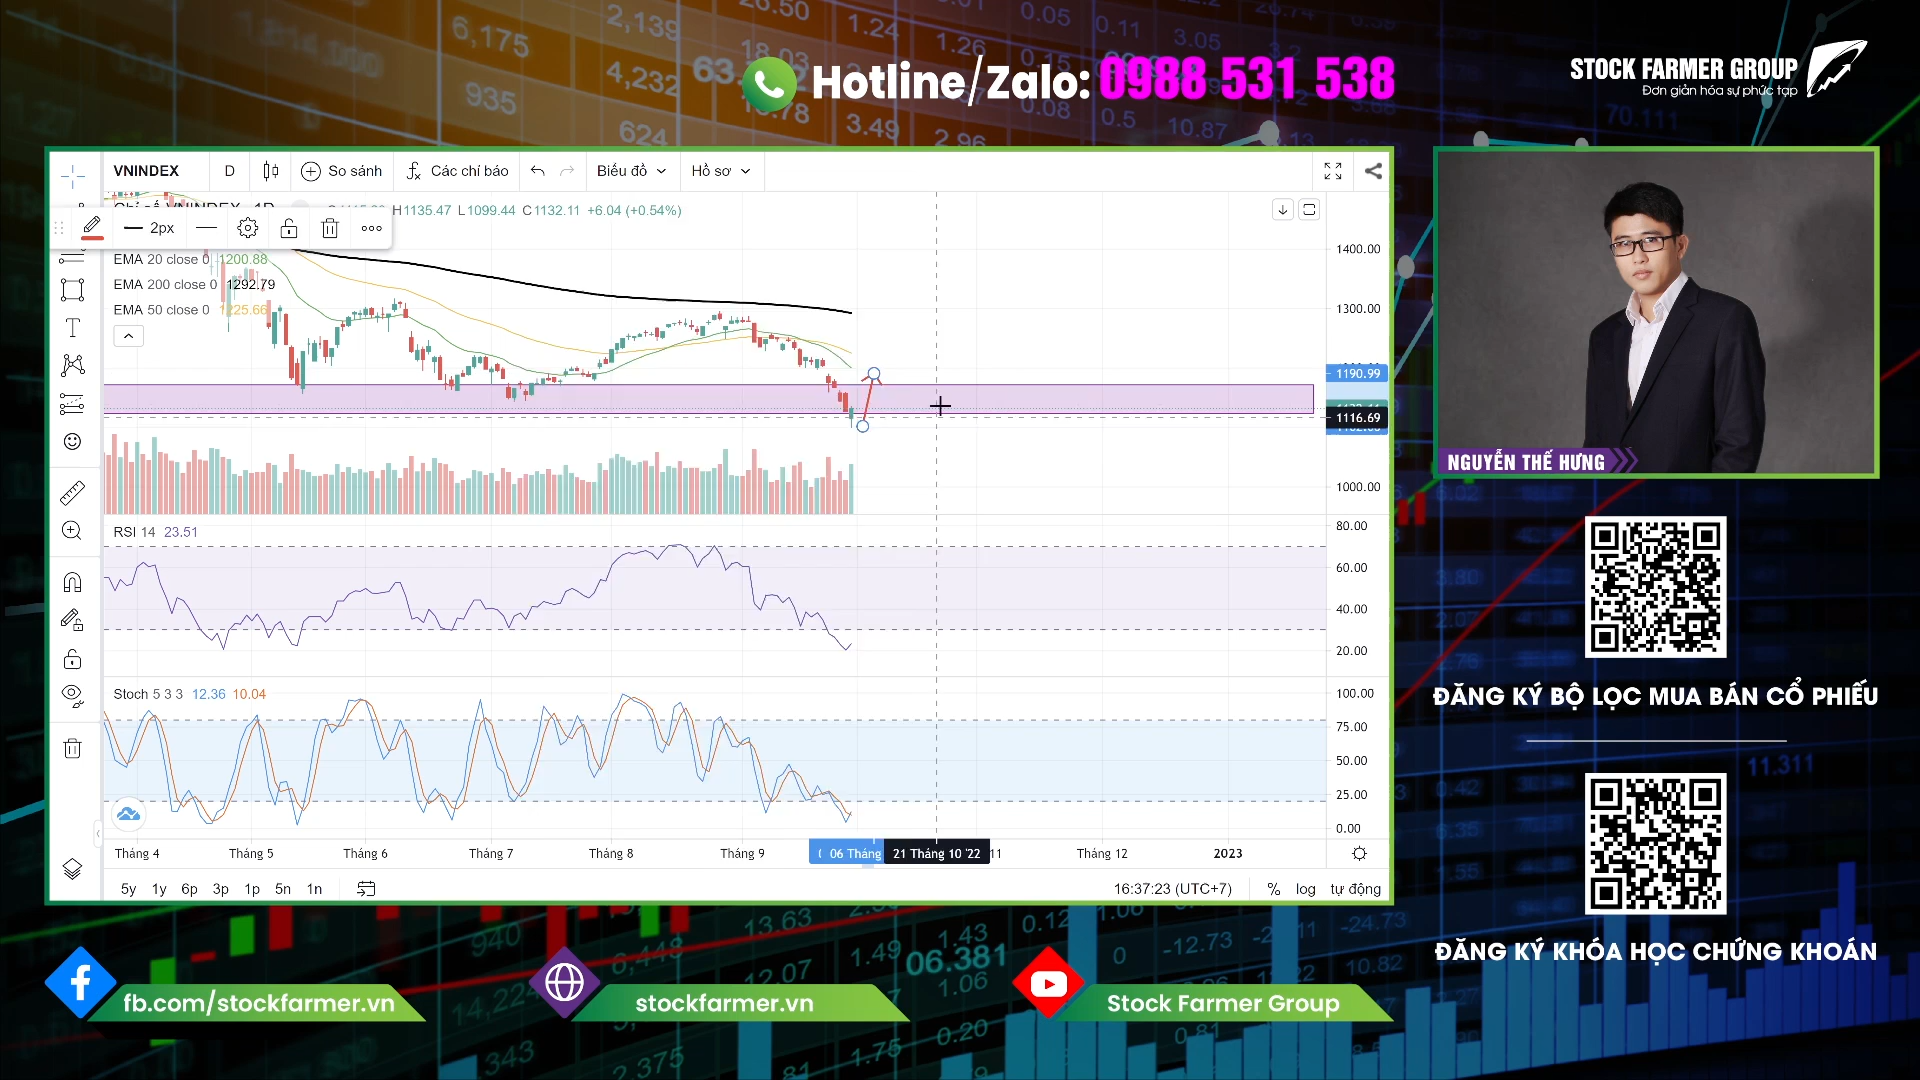 Hotline/Zalo: 0988 531 538
STOCK FARMER GROUP
Đơn giản hóa sự phức tạp
VNINDEX D So sánh Các chỉ báo Biểu đồ Hồ sơ
H1135.47 L1099.44 C1132.11 +6.04 (+0.54%)
2px
EMA 20 close 0 1200.88
EMA 200 close 0 1292.79
EMA 50 close 0 1225.66
1400.00
1300.00
1190.99
1116.69
1000.00
RSI 14 23.51
80.00
60.00
40.00
20.00
Stoch 5 3 3 12.36 10.04
100.00
75.00
50.00
25.00
0.00
Tháng 4 Tháng 5 Tháng 6 Tháng 7 Tháng 8 Tháng 9 06 Tháng 21 Tháng 10 '22 11 Tháng 12 2023
5y 1y 6p 3p 1p 5n 1n 16:37:23 (UTC+7) % log tự động
NGUYỄN THẾ HƯNG
ĐĂNG KÝ BỘ LỌC MUA BÁN CỔ PHIẾU
ĐĂNG KÝ KHÓA HỌC CHỨNG KHOÁN
fb.com/stockfarmer.vn
stockfarmer.vn
Stock Farmer Group